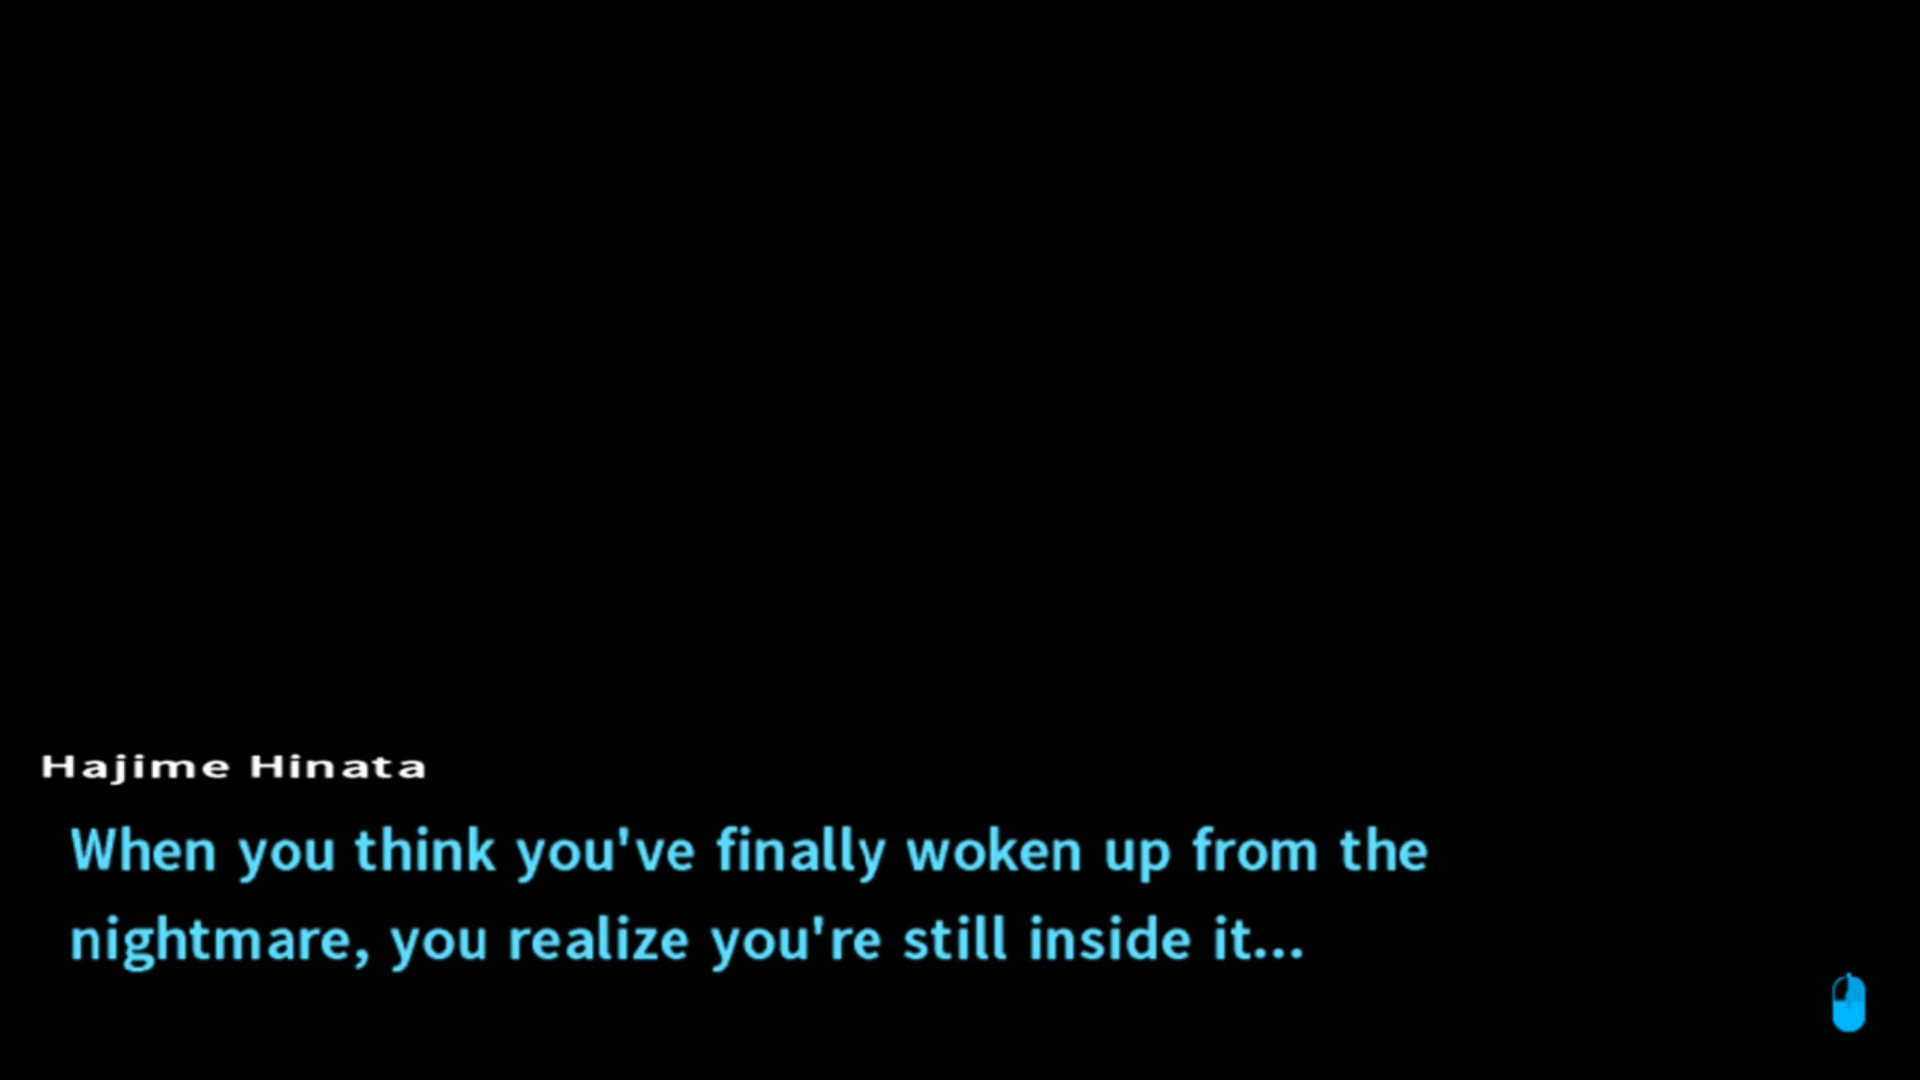 Hajime Hinata
When you think you've finally woken up from the
nightmare, you realize you're still inside it...